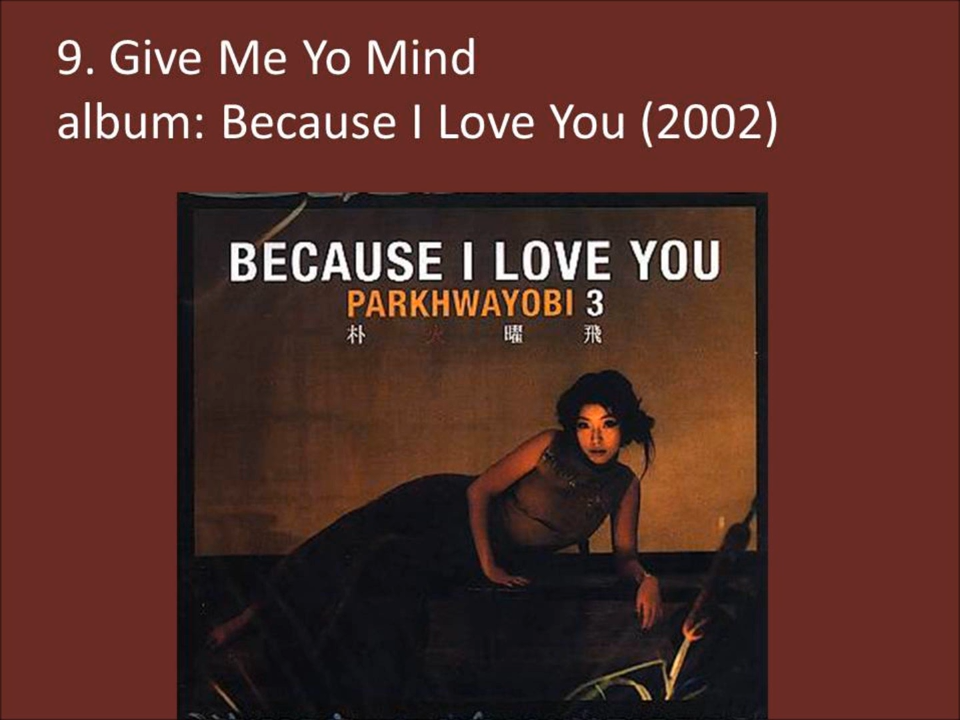 9. Give Me Yo Mind
album: Because I Love You (2002)
BECAUSE I LOVE YOU
PARKHWAYOBI 3
朴 火 曜 飛